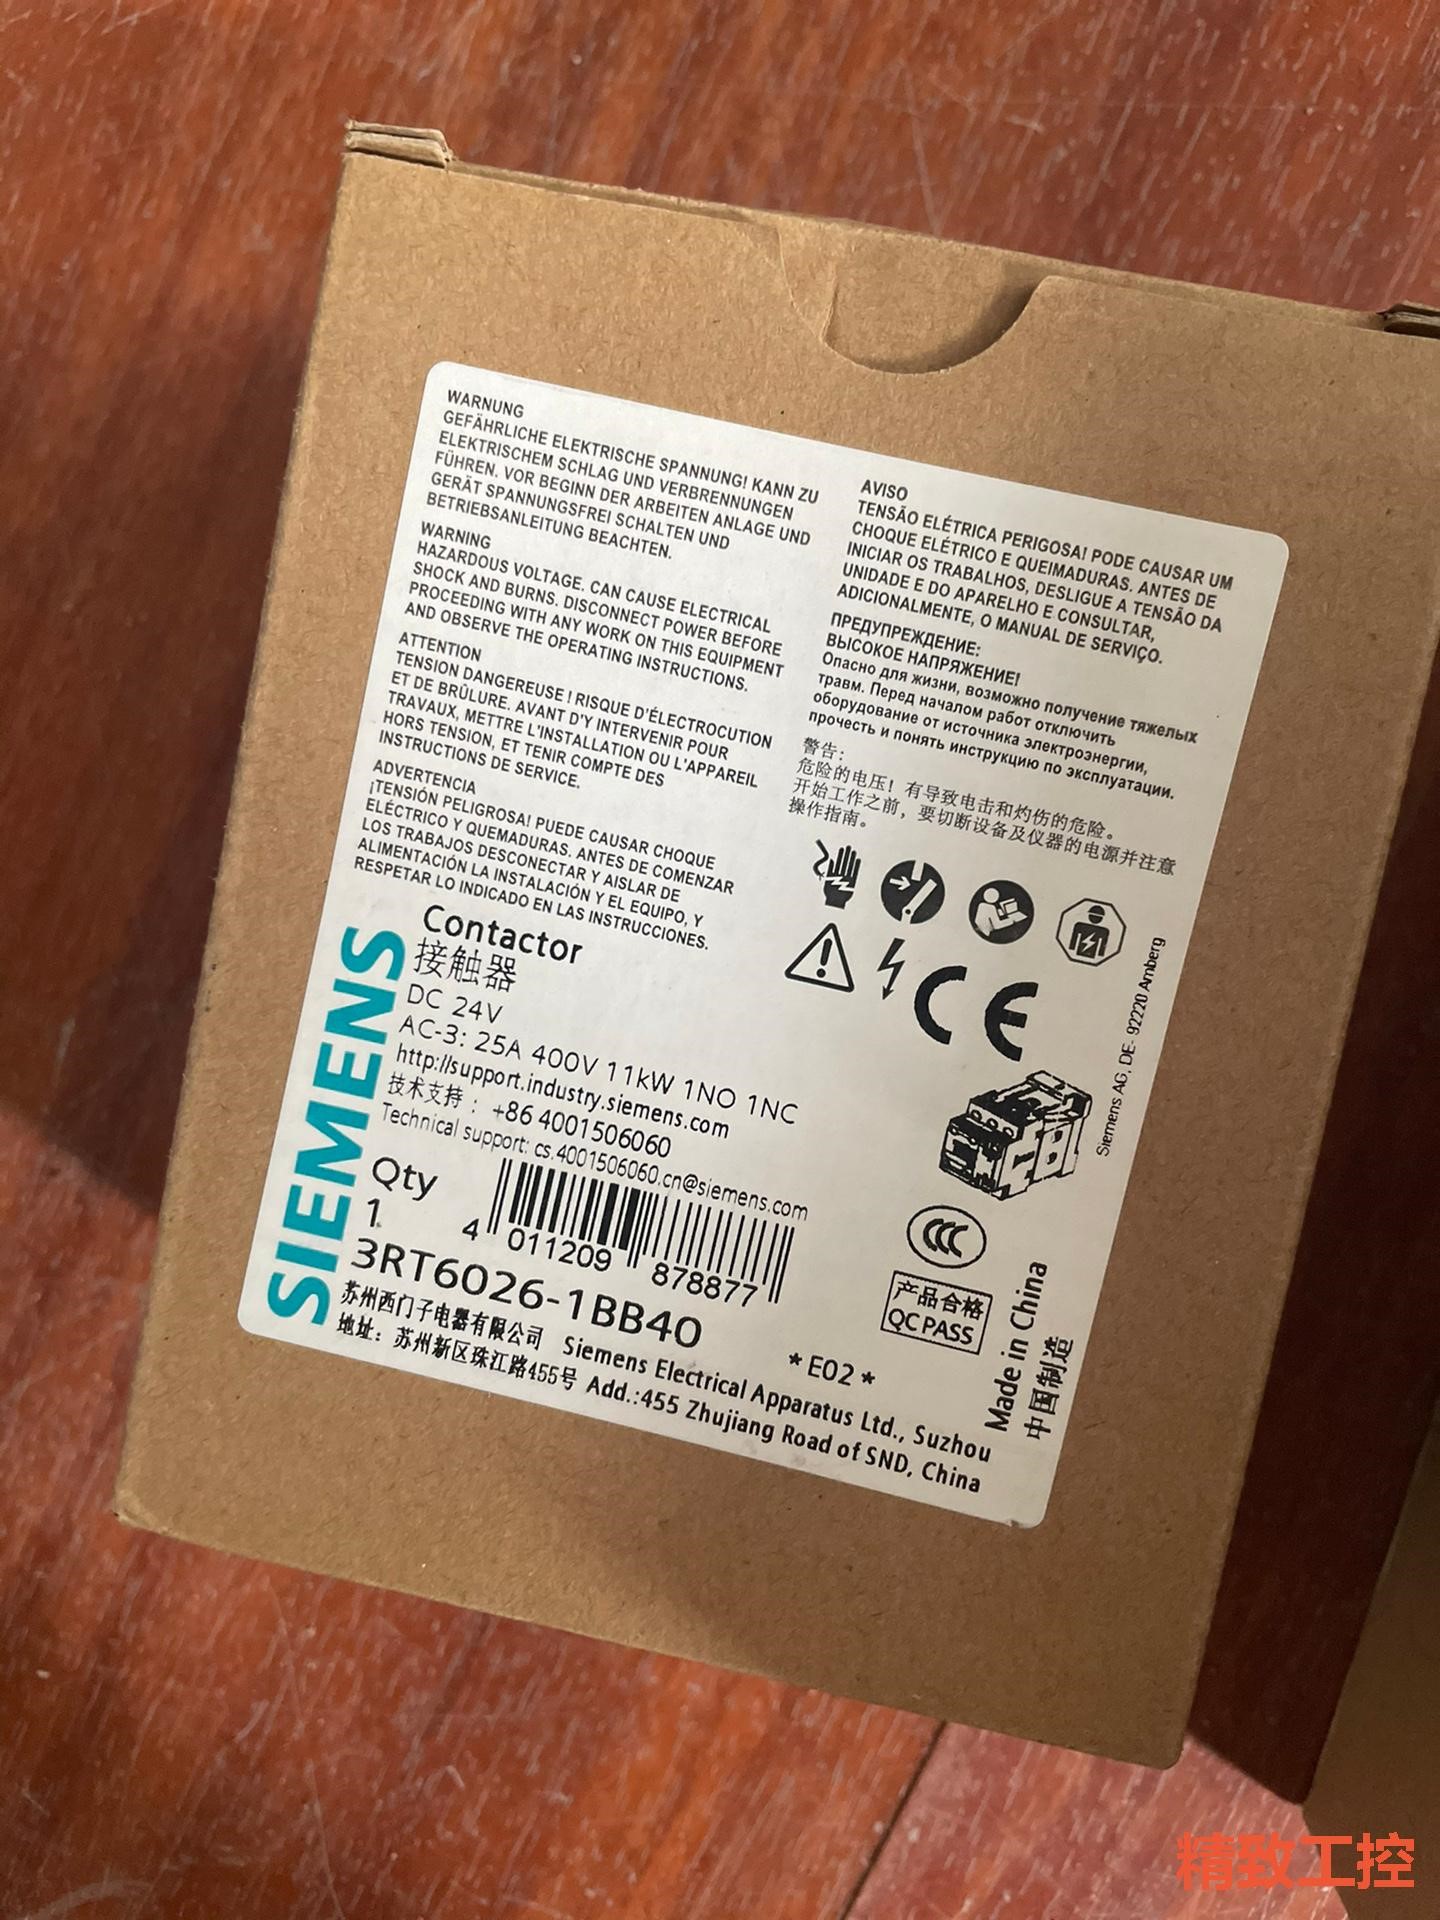 WARNUNG
GEFÄHRLICHE ELEKTRISCHE SPANNUNG! KANN ZU
ELEKTRISCHEM SCHLAG UND VERBRENNUNGEN
FÜHREN. VOR BEGINN DER ARBEITEN ANLAGE UND
GERÄT SPANNUNGSFREI SCHALTEN UND
BETRIEBSANLEITUNG BEACHTEN.
WARNING
HAZARDOUS VOLTAGE. CAN CAUSE ELECTRICAL
SHOCK AND BURNS. DISCONNECT POWER BEFORE
PROCEEDING WITH ANY WORK ON THIS EQUIPMENT
AND OBSERVE THE OPERATING INSTRUCTIONS.
ATTENTION
TENSION DANGEREUSE ! RISQUE D'ÉLECTROCUTION
ET DE BRÛLURE. AVANT D'Y INTERVENIR POUR
TRAVAUX, METTRE L'INSTALLATION OU L'APPAREIL
HORS TENSION, ET TENIR COMPTE DES
INSTRUCTIONS DE SERVICE.
ADVERTENCIA
¡TENSIÓN PELIGROSA! PUEDE CAUSAR CHOQUE
ELÉCTRICO Y QUEMADURAS. ANTES DE COMENZAR
LOS TRABAJOS DESCONECTAR Y AISLAR DE
ALIMENTACIÓN LA INSTALACIÓN Y EL EQUIPO, Y
RESPETAR LO INDICADO EN LAS INSTRUCCIONES.
AVISO
TENSÃO ELÉTRICA PERIGOSA! PODE CAUSAR UM
CHOQUE ELÉTRICO E QUEIMADURAS. ANTES DE
INICIAR OS TRABALHOS, DESLIGUE A TENSÃO DA
UNIDADE E DO APARELHO E CONSULTAR,
ADICIONALMENTE, O MANUAL DE SERVIÇO.
ПРЕДУПРЕЖДЕНИЕ:
ВЫСОКОЕ НАПРЯЖЕНИЕ!
Опасно для жизни, возможно получение тяжелых
травм. Перед началом работ отключить
оборудование от источника электроэнергии,
прочесть и понять инструкцию по эксплуатации.
警告：
危险的电压！有导致电击和灼伤的危险。
开始工作之前，要切断设备及仪器的电源并注意
操作指南。
CE
Siemens AG, DE- 92220 Amberg
SIEMENS
Contactor
接触器
DC 24V
AC-3: 25A 400V 11kW 1NO 1NC
http://support.industry.siemens.com
技术支持： +86 4001506060
Technical support: cs.4001506060.cn@siemens.com
Qty
1
4 011209 878877
3RT6026-1BB40
CCC
产品合格
QC PASS
*E02*
Made in China
中国制造
苏州西门子电器有限公司 Siemens Electrical Apparatus Ltd., Suzhou
地址：苏州新区珠江路455号 Add.:455 Zhujiang Road of SND, China
精致工控